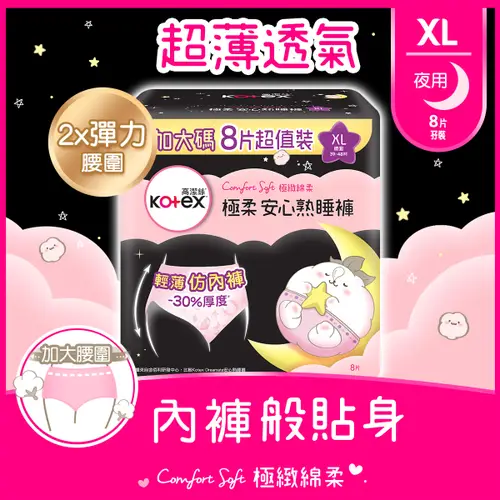 超薄透氣
XL
夜用
8片
孖裝
2x彈力
腰圍
加大碼 8片超值裝
XL
Comfort Soft 極緻綿柔
高潔絲
Kotex
極柔 安心熟睡褲
輕薄 仿內褲
-30%厚度
8片
加大腰圍
內褲般貼身
Comfort Soft 極緻綿柔